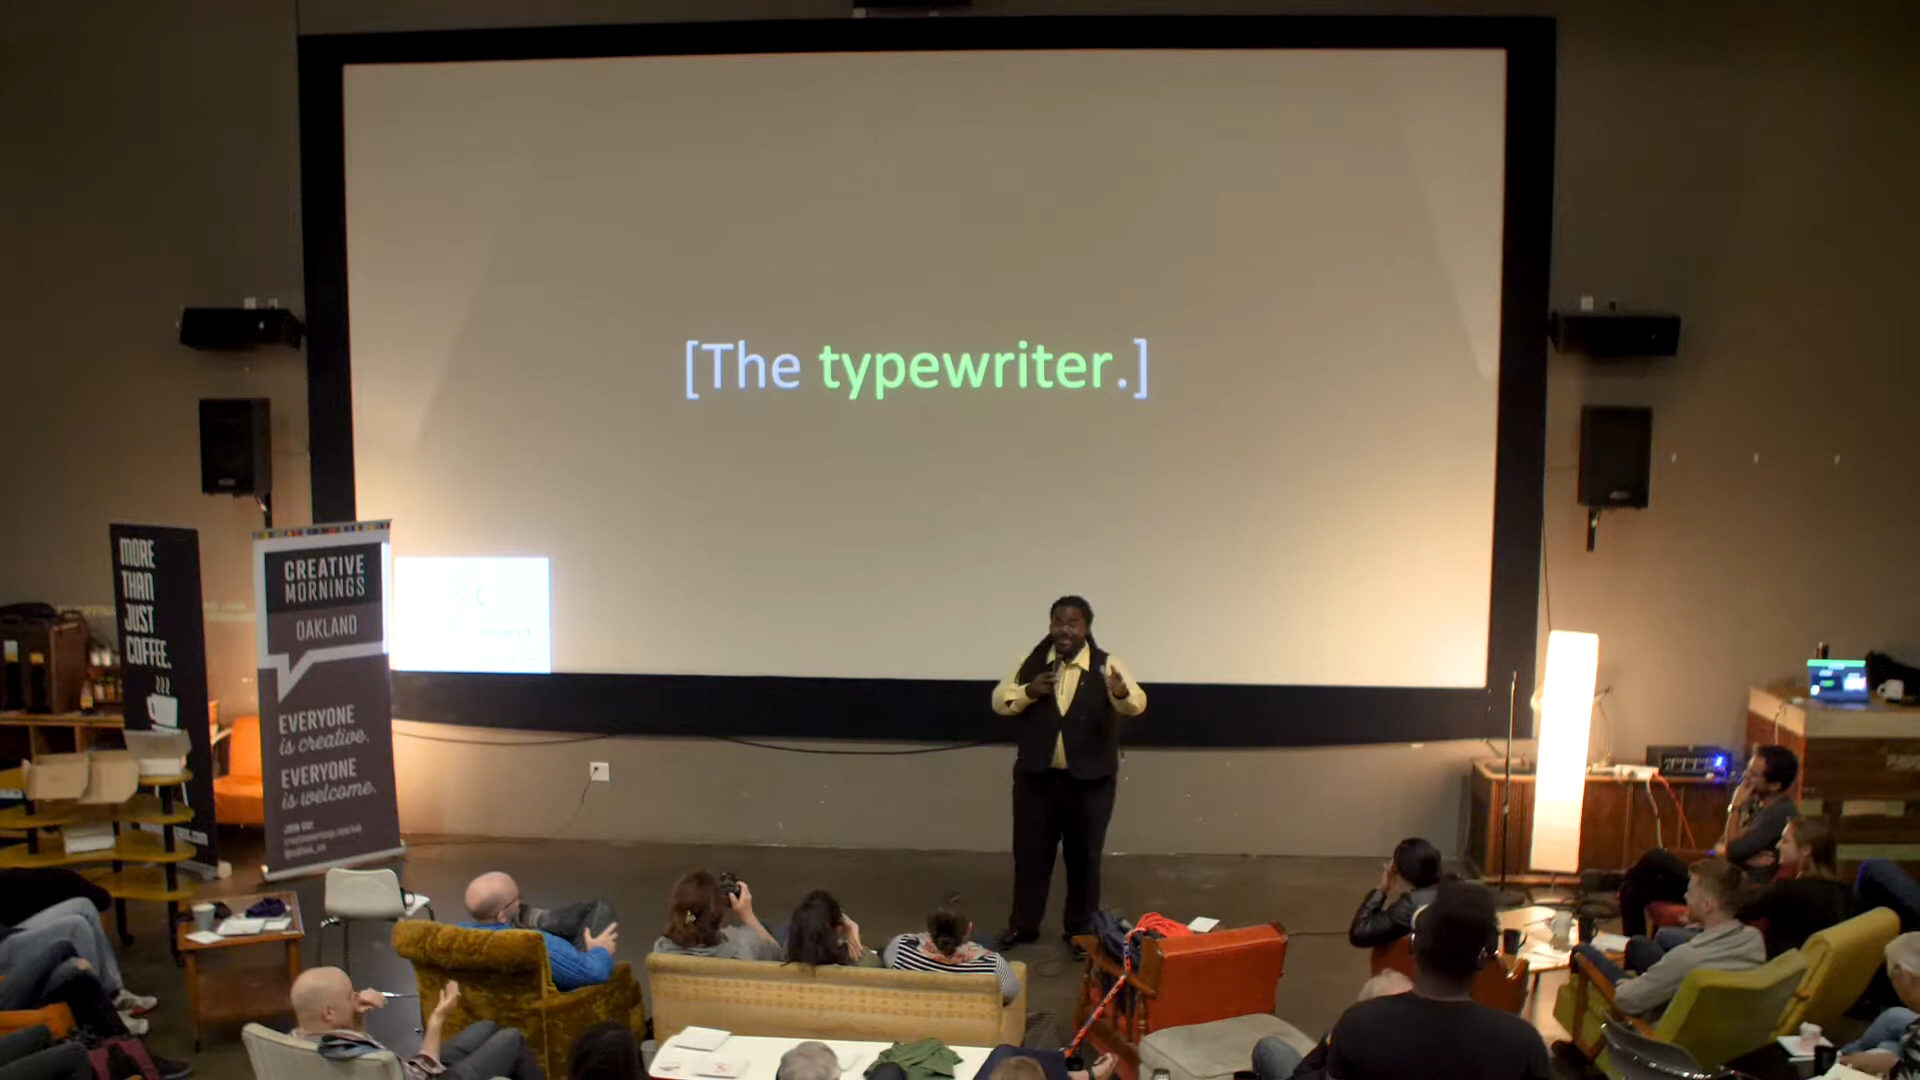 [The typewriter.]
MORE
THAN
JUST
COFFEE.
CREATIVE
MORNINGS
OAKLAND
EVERYONE
is creative.
EVERYONE
is welcome.